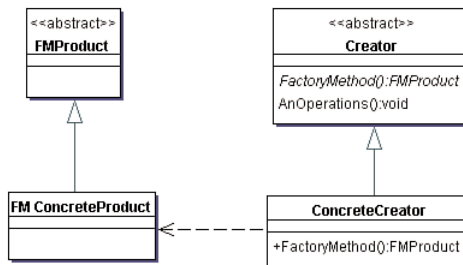 <<abstract>>
FMProduct
<<abstract>>
Creator
FactoryMethod():FMProduct
AnOperations():void
FM ConcreteProduct
ConcreteCreator
+FactoryMethod():FMProduct